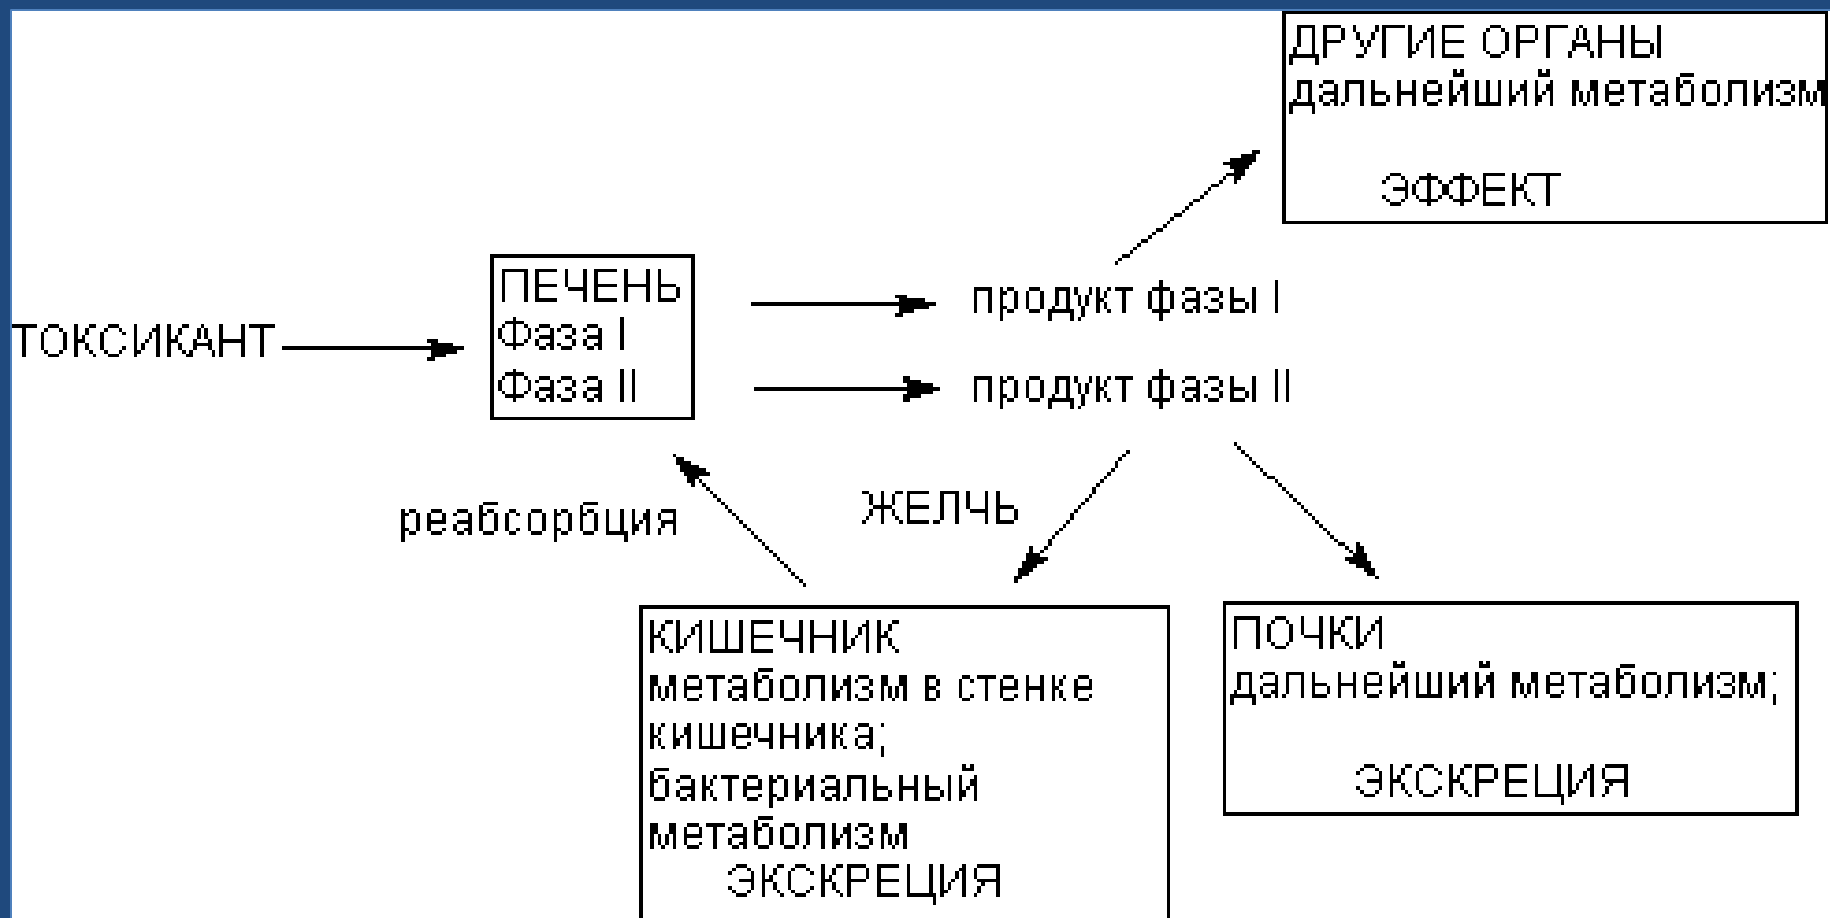 ДРУГИЕ ОРГАНЫ
дальнейший метаболизм
ЭФФЕКТ
ТОКСИКАНТ
ПЕЧЕНЬ
Фаза I
Фаза II
продукт фазы I
продукт фазы II
реабсорбция
ЖЕЛЧЬ
КИШЕЧНИК
метаболизм в стенке
кишечника;
бактериальный
метаболизм
ЭКСКРЕЦИЯ
ПОЧКИ
дальнейший метаболизм;
ЭКСКРЕЦИЯ